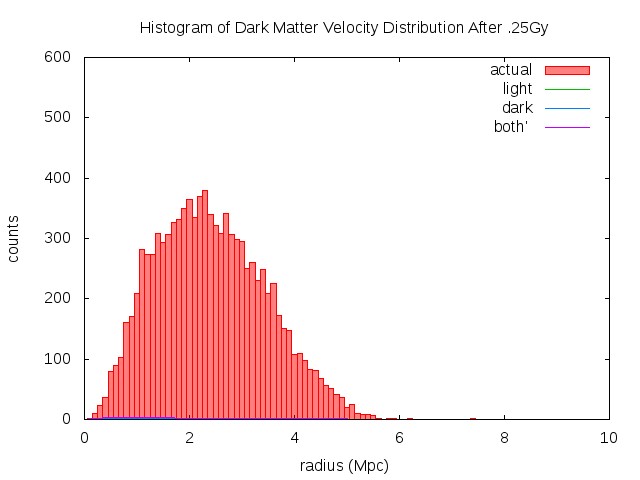 Histogram of Dark Matter Velocity Distribution After .25Gy
600
500
400
300
200
100
0
counts
actual
light
dark
both'
0 2 4 6 8 10
radius (Mpc)